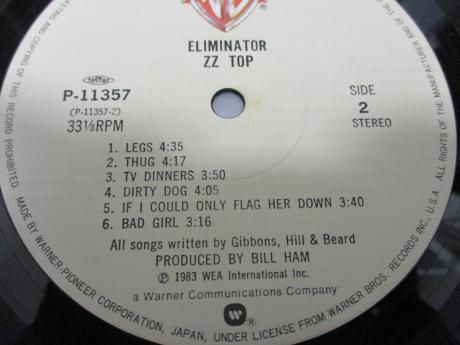 ELIMINATOR
ZZ TOP
P-11357
(P-11357-2)
33⅓RPM
SIDE
2
STEREO
1. LEGS 4:35
2. THUG 4:17
3. TV DINNERS 3:50
4. DIRTY DOG 4:05
5. IF I COULD ONLY FLAG HER DOWN 3:40
6. BAD GIRL 3:16
All songs written by Gibbons, Hill & Beard
PRODUCED BY BILL HAM
Ⓟ 1983 WEA International Inc.
a Warner Communications Company
®
ASTING AND COPYING OF THIS RECORD PROHIBITED. MADE BY WARNER-PIONEER CORPORATION, JAPAN, UNDER LICENSE FROM WARNER BROS. RECORDS INC., U.S.A. ALL RIGHTS OF THE MANUFACTURER AND OF THE